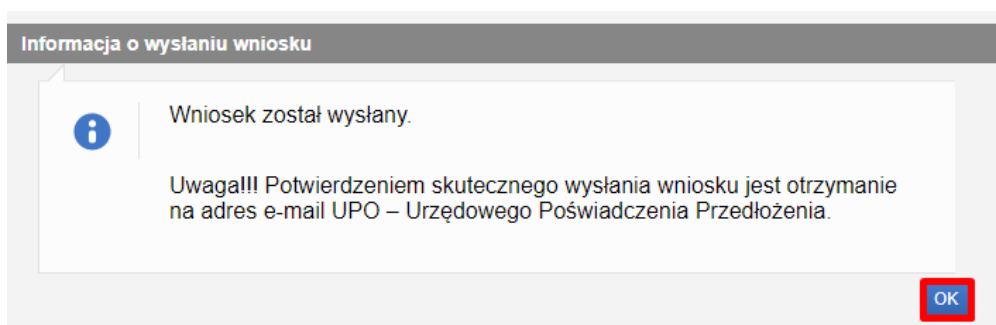 Informacja o wysłaniu wniosku
Wniosek został wysłany.
Uwaga!!! Potwierdzeniem skutecznego wysłania wniosku jest otrzymanie
na adres e-mail UPO – Urzędowego Poświadczenia Przedłożenia.
OK